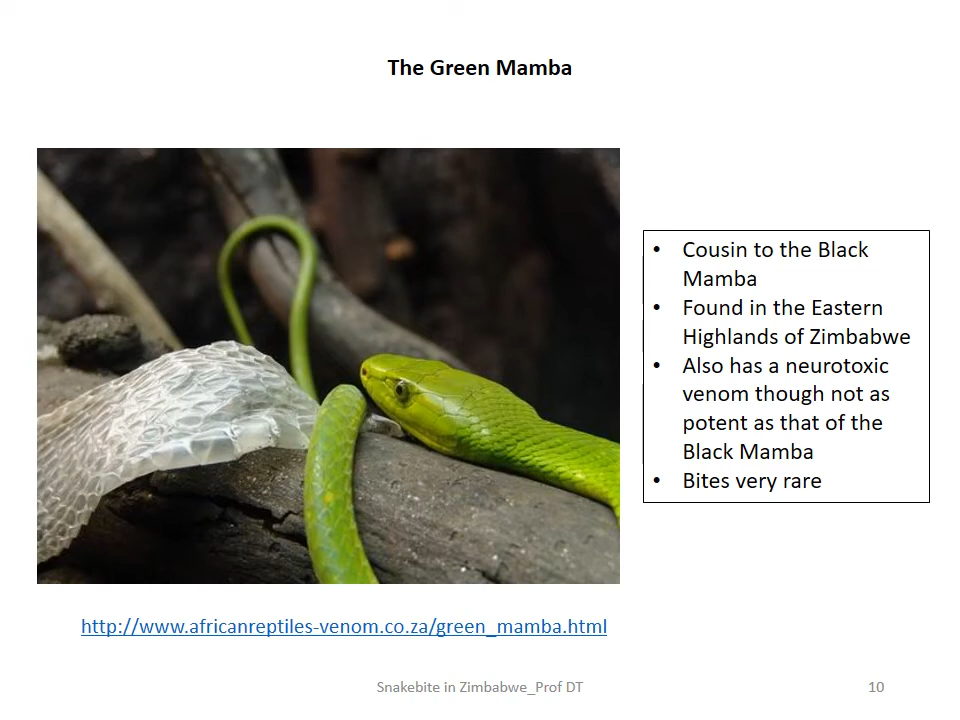 The Green Mamba
• Cousin to the Black
Mamba
• Found in the Eastern
Highlands of Zimbabwe
• Also has a neurotoxic
venom though not as
potent as that of the
Black Mamba
• Bites very rare
http://www.africanreptiles-venom.co.za/green_mamba.html
Snakebite in Zimbabwe_Prof DT
10